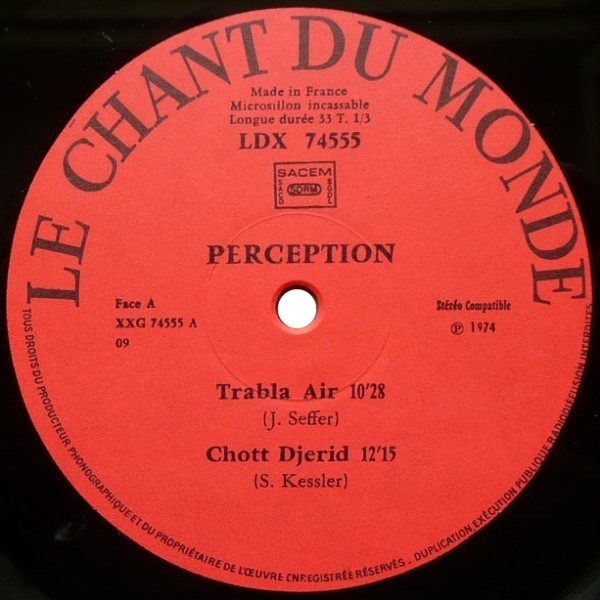 LE CHANT DU MONDE
Made in France
Microsillon incassable
Longue durée 33 T. 1/3
LDX 74555
SACEM
SACD SDRM SGDL
PERCEPTION
Face A
XXG 74555 A
09
Stéréo Compatible
Ⓟ 1974
Trabla Air 10'28
(J. Seffer)
Chott Djerid 12'15
(S. Kessler)
TOUS DROITS DU PRODUCTEUR PHONOGRAPHIQUE ET DU PROPRIÉTAIRE DE L'ŒUVRE ENREGISTRÉE RÉSERVÉS. DUPLICATION, EXÉCUTION PUBLIQUE RADIODIFFUSION INTERDITES